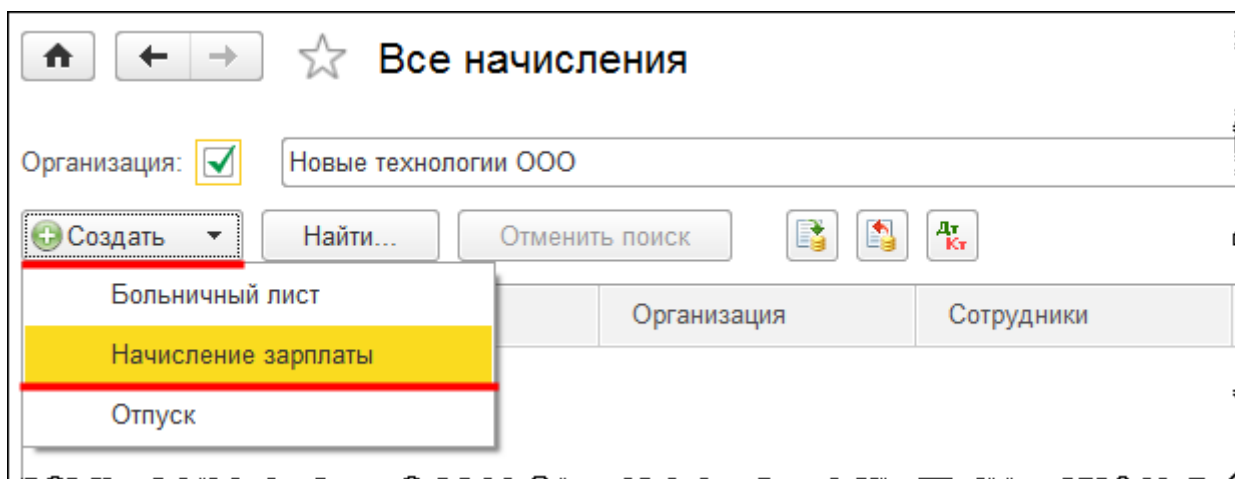 Все начисления
Организация: Новые технологии ООО
Создать Найти... Отменить поиск Дт Кт
Больничный лист
Организация Сотрудники
Начисление зарплаты
Отпуск